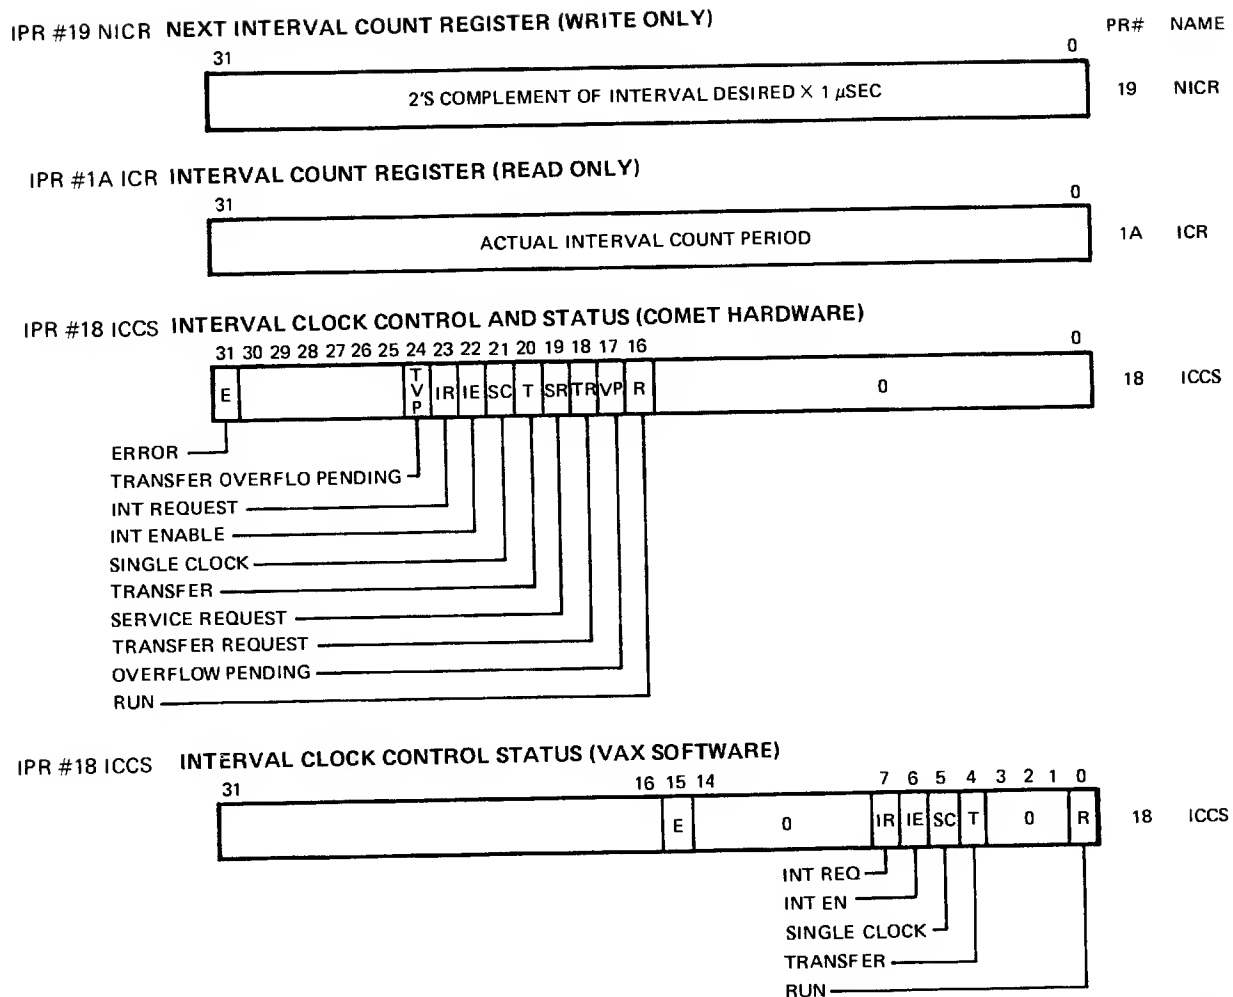 IPR #19 NICR NEXT INTERVAL COUNT REGISTER (WRITE ONLY) PR# NAME
31 0
2'S COMPLEMENT OF INTERVAL DESIRED X 1 μSEC 19 NICR
IPR #1A ICR INTERVAL COUNT REGISTER (READ ONLY)
31 0
ACTUAL INTERVAL COUNT PERIOD 1A ICR
IPR #18 ICCS INTERVAL CLOCK CONTROL AND STATUS (COMET HARDWARE)
31 30 29 28 27 26 25 24 23 22 21 20 19 18 17 16 0
E TVP IR IE SC T SR TR VP R 0 18 ICCS
ERROR
TRANSFER OVERFLO PENDING
INT REQUEST
INT ENABLE
SINGLE CLOCK
TRANSFER
SERVICE REQUEST
TRANSFER REQUEST
OVERFLOW PENDING
RUN
IPR #18 ICCS INTERVAL CLOCK CONTROL STATUS (VAX SOFTWARE)
31 16 15 14 7 6 5 4 3 2 1 0
E 0 IR IE SC T 0 R 18 ICCS
INT REQ
INT EN
SINGLE CLOCK
TRANSFER
RUN